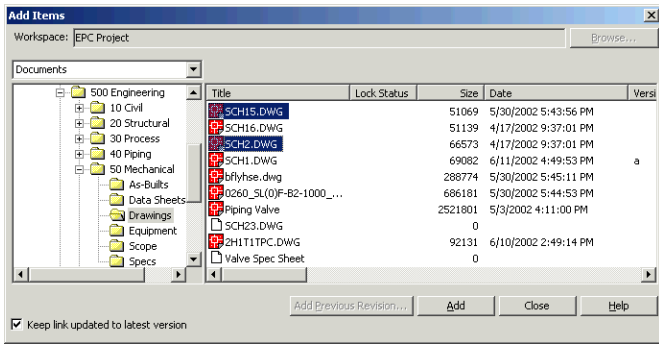 Add Items
Workspace: EPC Project Browse...
Documents
500 Engineering
10 Civil
20 Structural
30 Process
40 Piping
50 Mechanical
As-Builts
Data Sheets
Drawings
Equipment
Scope
Specs
Title Lock Status Size Date Versi
SCH15.DWG 51069 5/30/2002 5:43:56 PM
SCH16.DWG 51139 4/17/2002 9:37:01 PM
SCH2.DWG 66573 4/17/2002 9:37:01 PM
SCH1.DWG 69082 6/11/2002 4:49:53 PM a
bflyhse.dwg 288774 5/30/2002 5:45:11 PM
0260_SL(0)F-B2-1000_... 686181 5/30/2002 5:44:53 PM
Piping Valve 2521801 5/3/2002 4:11:00 PM
SCH23.DWG 0
2H1T1TPC.DWG 92131 6/10/2002 2:49:14 PM
Valve Spec Sheet 0
Add Previous Revision... Add Close Help
Keep link updated to latest version